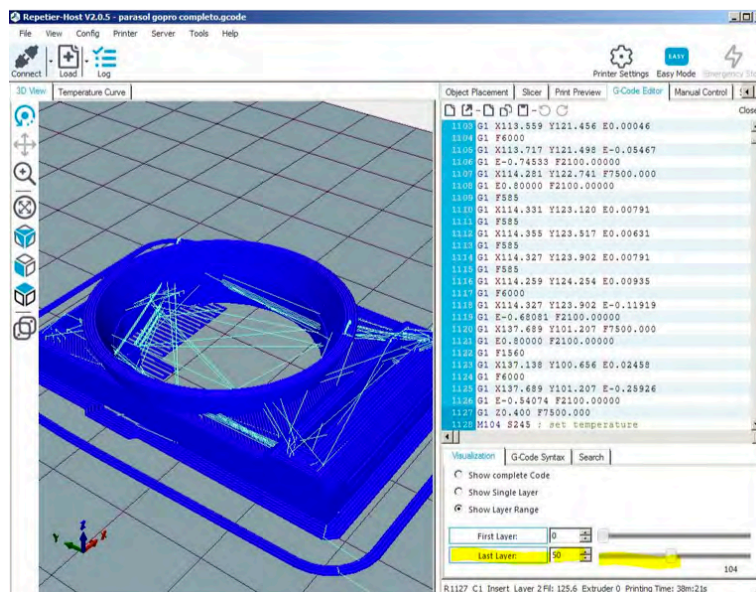 Repetier-Host V2.0.5 - parasol gopro completo.gcode
File View Config Printer Server Tools Help
Connect Load Log Printer Settings Easy Mode Emergency Sto
3D View Temperature Curve
Object Placement Slicer Print Preview G-Code Editor Manual Control
Close
1103 G1 X113.559 Y121.456 E0.00046
1104 G1 F6000
1105 G1 X113.717 Y121.498 E-0.05467
1106 G1 E-0.74533 F2100.00000
1107 G1 X114.281 Y122.741 F7500.000
1108 G1 E0.80000 F2100.00000
1109 G1 F585
1110 G1 X114.331 Y123.120 E0.00791
1111 G1 F585
1112 G1 X114.355 Y123.517 E0.00631
1113 G1 F585
1114 G1 X114.327 Y123.902 E0.00791
1115 G1 F585
1116 G1 X114.259 Y124.254 E0.00935
1117 G1 F6000
1118 G1 X114.327 Y123.902 E-0.11919
1119 G1 E-0.68081 F2100.00000
1120 G1 X137.689 Y101.207 F7500.000
1121 G1 E0.80000 F2100.00000
1122 G1 F1560
1123 G1 X137.138 Y100.656 E0.02458
1124 G1 F6000
1125 G1 X137.689 Y101.207 E-0.25926
1126 G1 E-0.54074 F2100.00000
1127 G1 Z0.400 F7500.000
1128 M104 S245 ; set temperature
Visualization G-Code Syntax Search
Show complete Code
Show Single Layer
Show Layer Range
First Layer: 0
Last Layer: 50
104
R1127 C1 Insert Layer 2 Fil: 125.6 Extruder 0 Printing Time: 38m:21s
Z
Y
X